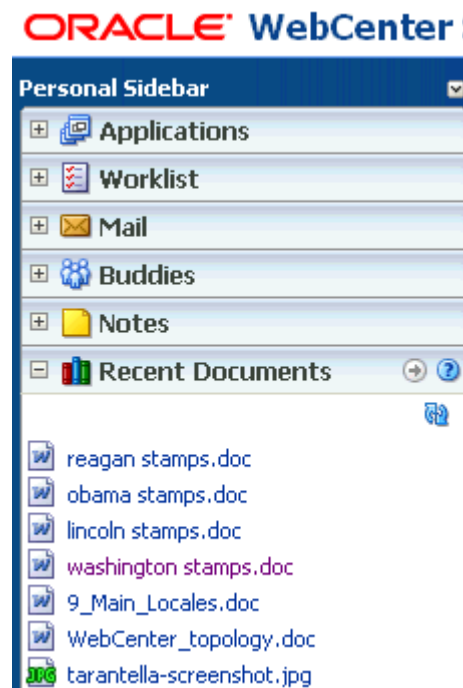 ORACLE WebCenter
Personal Sidebar
Applications
Worklist
Mail
Buddies
Notes
Recent Documents
reagan stamps.doc
obama stamps.doc
lincoln stamps.doc
washington stamps.doc
9_Main_Locales.doc
WebCenter_topology.doc
tarantella-screenshot.jpg